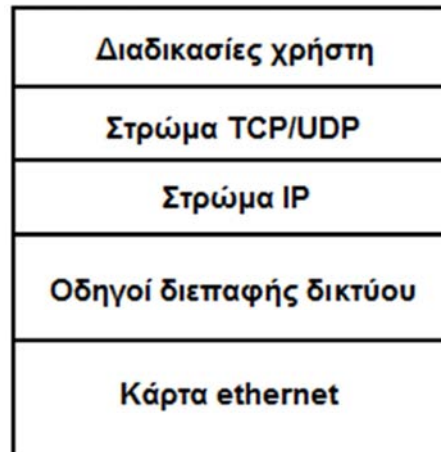 Διαδικασίες χρήστη
Στρώμα TCP/UDP
Στρώμα IP
Οδηγοί διεπαφής δικτύου
Κάρτα ethernet